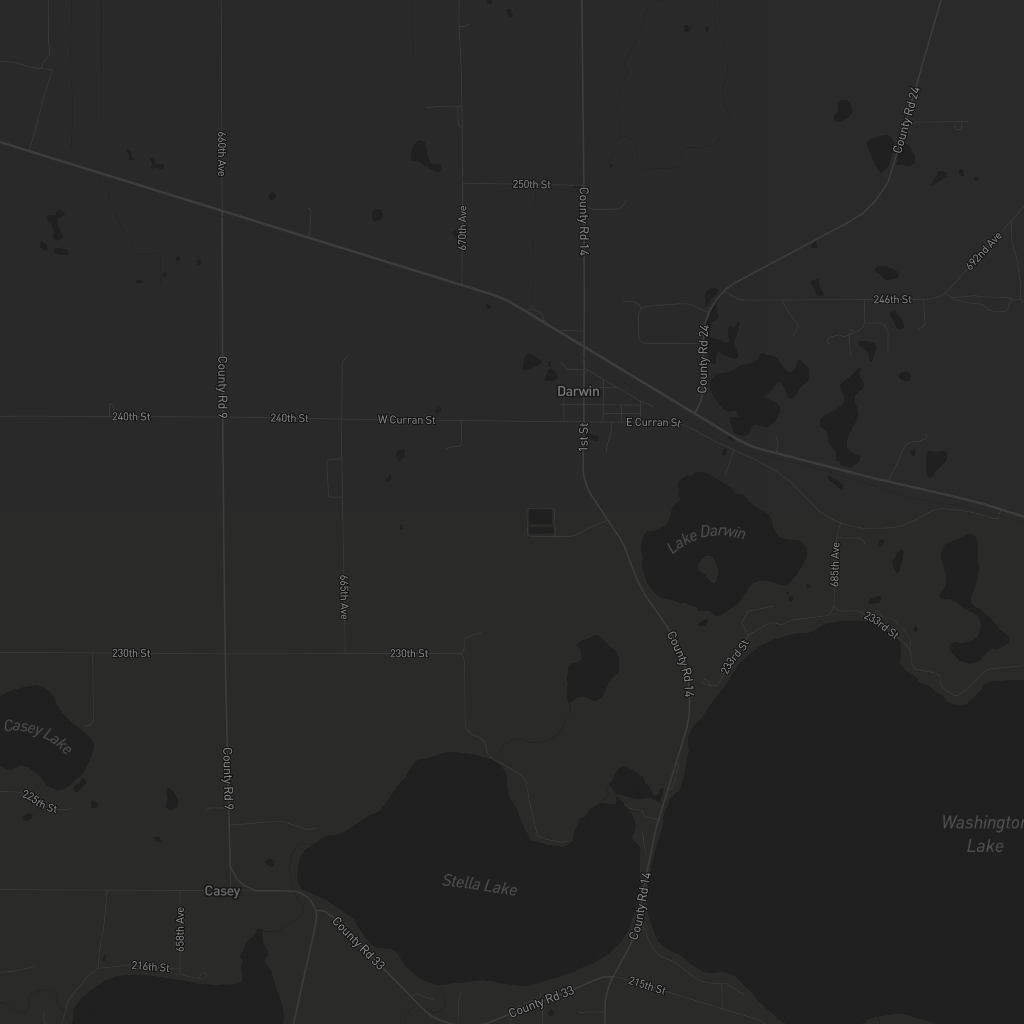 County Rd 24
660th Ave
250th St
County Rd 14
670th Ave
692nd Ave
246th St
County Rd 24
County Rd 9
Darwin
240th St
240th St
W Curran St
E Curran St
1st St
Lake Darwin
685th Ave
665th Ave
233rd St
233rd St
230th St
230th St
County Rd 14
Casey Lake
County Rd 9
225th St
Washington
Lake
Stella Lake
Casey
County Rd 14
658th Ave
County Rd 33
216th St
215th St
County Rd 33